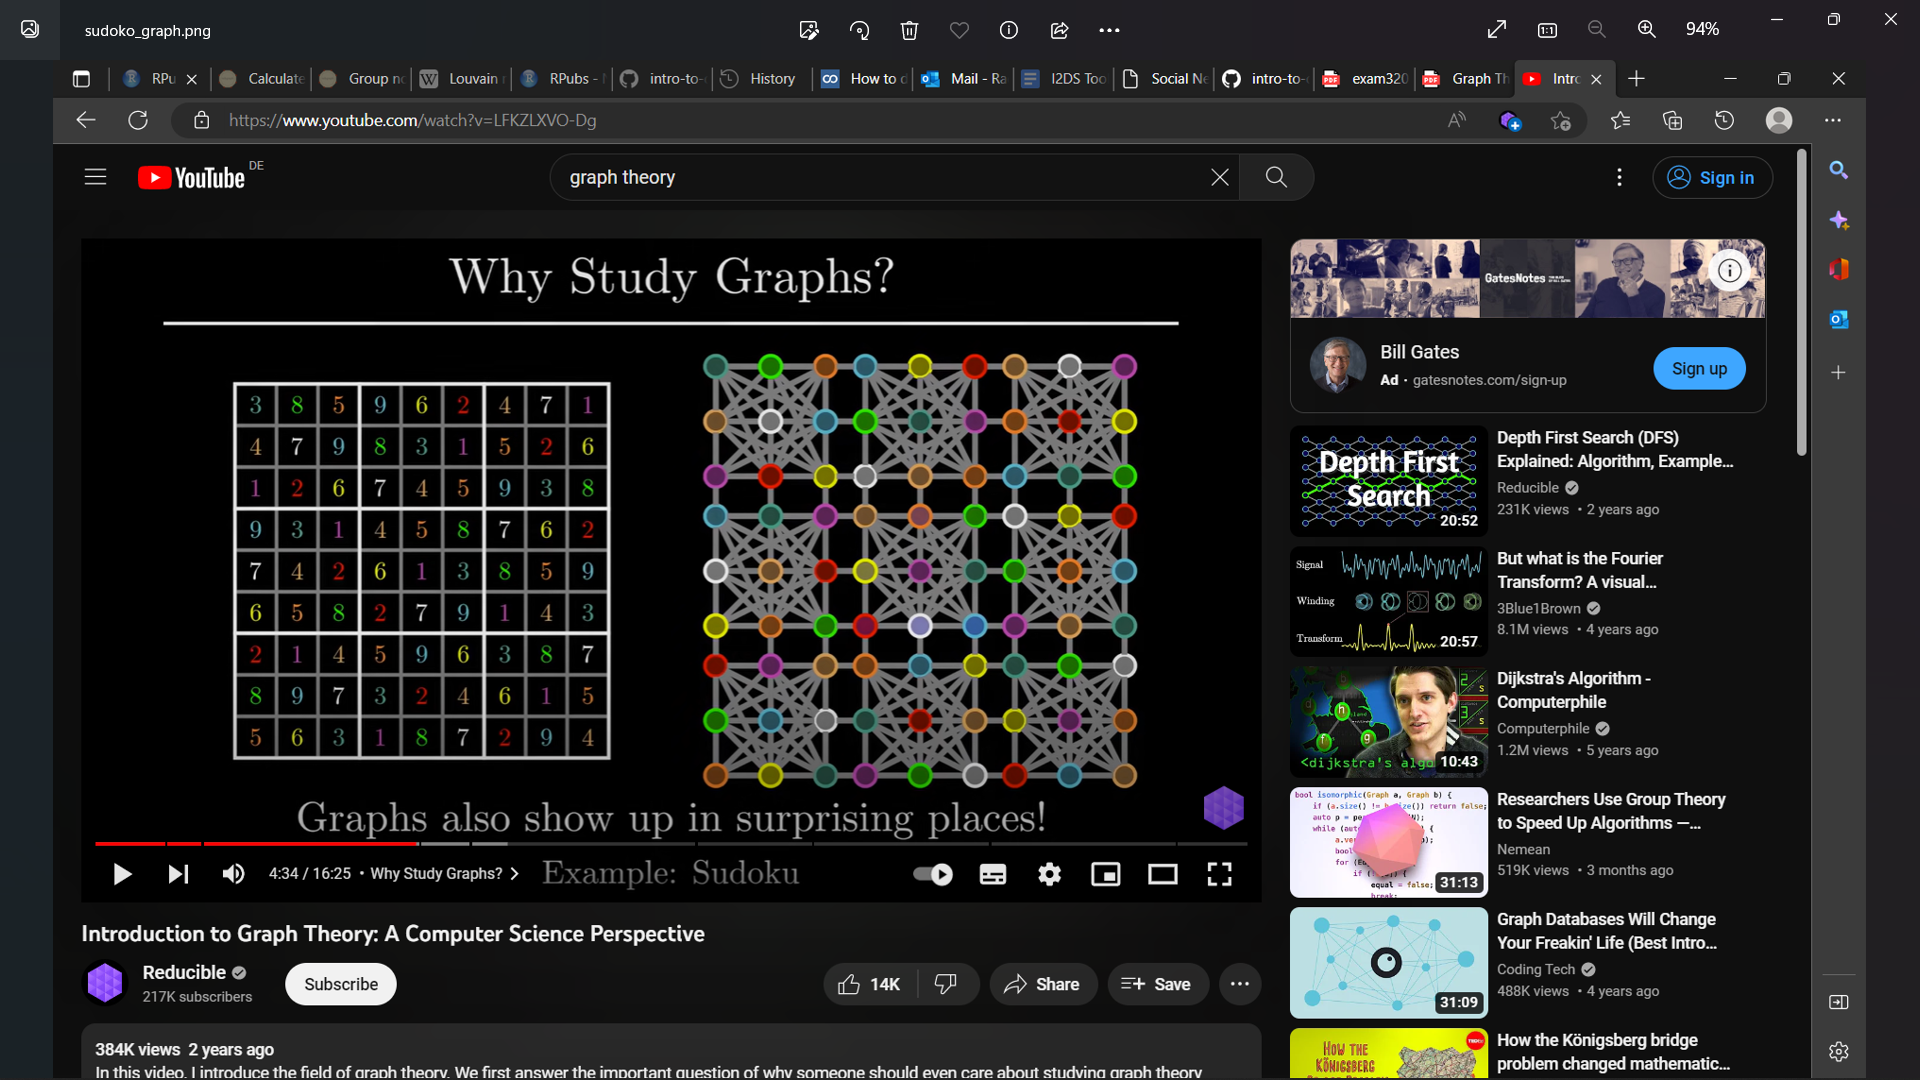 sudoko_graph.png
94%
RPu
Calculate
Group n
Louvain
RPubs -
intro-to-
History
How to d
Mail - Ra
I2DS Too
Social Ne
intro-to-
exam320
Graph Th
Intro
https://www.youtube.com/watch?v=LFKZLXVO-Dg
YouTube DE
graph theory
Sign in
Why Study Graphs?
3 8 5 9 6 2 4 7 1
4 7 9 8 3 1 5 2 6
1 2 6 7 4 5 9 3 8
9 3 1 4 5 8 7 6 2
7 4 2 6 1 3 8 5 9
6 5 8 2 7 9 1 4 3
2 1 4 5 9 6 3 8 7
8 9 7 3 2 4 6 1 5
5 6 3 1 8 7 2 9 4
Graphs also show up in surprising places!
Example: Sudoku
4:34 / 16:25 • Why Study Graphs?
Introduction to Graph Theory: A Computer Science Perspective
Reducible
217K subscribers
Subscribe
14K
Share
Save
384K views 2 years ago
In this video, I introduce the field of graph theory. We first answer the important question of why someone should even care about studying graph theory
GatesNotes
Bill Gates
Ad · gatesnotes.com/sign-up
Sign up
Depth First
Search
20:52
Depth First Search (DFS)
Explained: Algorithm, Example...
Reducible
231K views • 2 years ago
Signal
Winding
Transform
20:57
But what is the Fourier
Transform? A visual...
3Blue1Brown
8.1M views • 4 years ago
<dijkstra's algo
10:43
Dijkstra's Algorithm -
Computerphile
Computerphile
1.2M views • 5 years ago
bool isomorphic(Graph a, Graph b) {
31:13
Researchers Use Group Theory
to Speed Up Algorithms —...
Nemean
519K views • 3 months ago
31:09
Graph Databases Will Change
Your Freakin' Life (Best Intro...
Coding Tech
488K views • 4 years ago
HOW THE
KÖNIGSBERG
How the Königsberg bridge
problem changed mathematic...